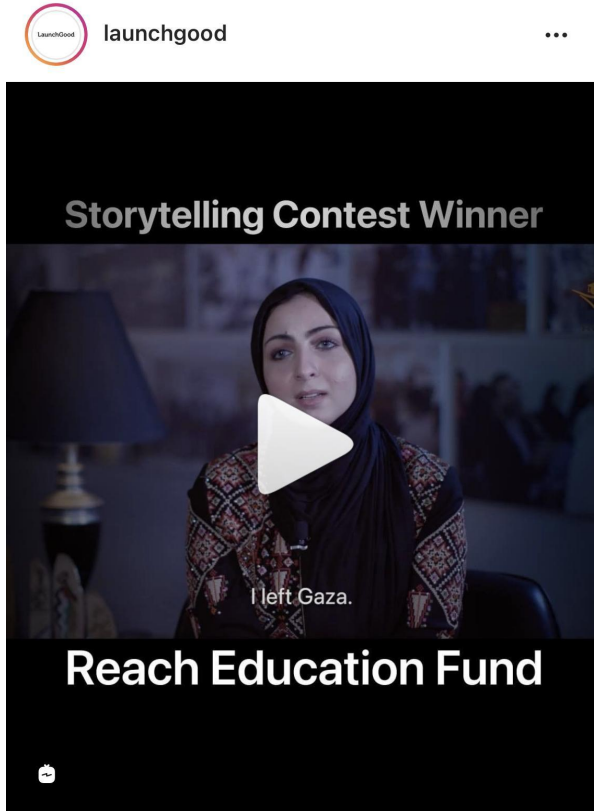 LaunchGood
launchgood
Storytelling Contest Winner
I left Gaza.
Reach Education Fund